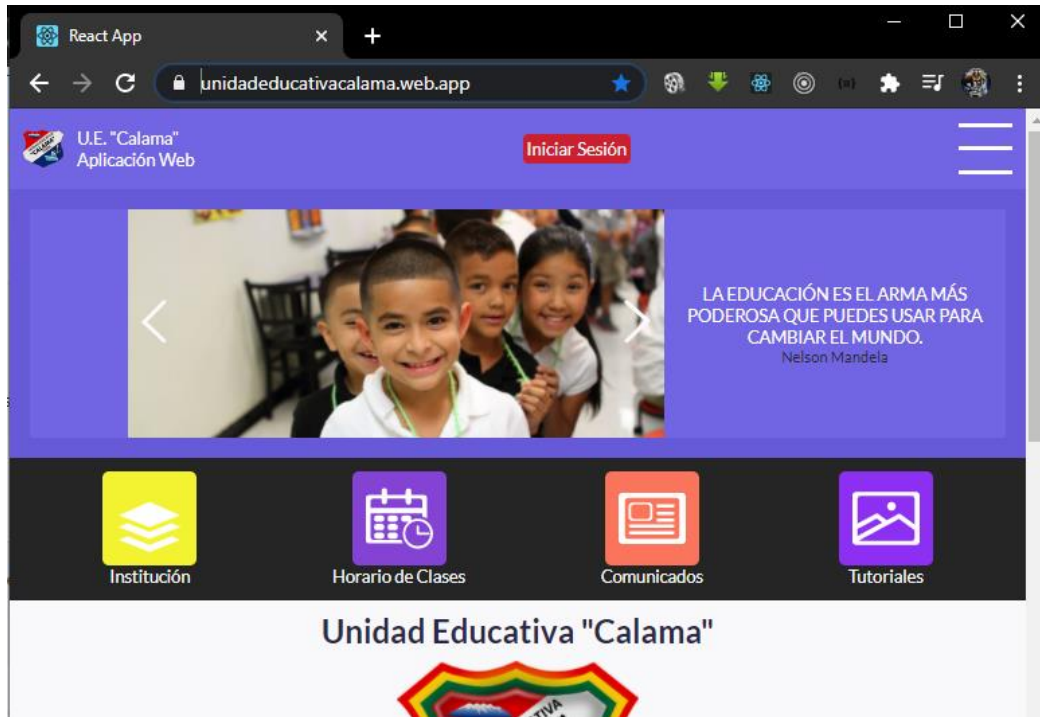 React App
unidadeducativacalama.web.app
U.E. "Calama"
Aplicación Web
Iniciar Sesión
LA EDUCACIÓN ES EL ARMA MÁS
PODEROSA QUE PUEDES USAR PARA
CAMBIAR EL MUNDO.
Nelson Mandela
Institución
Horario de Clases
Comunicados
Tutoriales
Unidad Educativa "Calama"